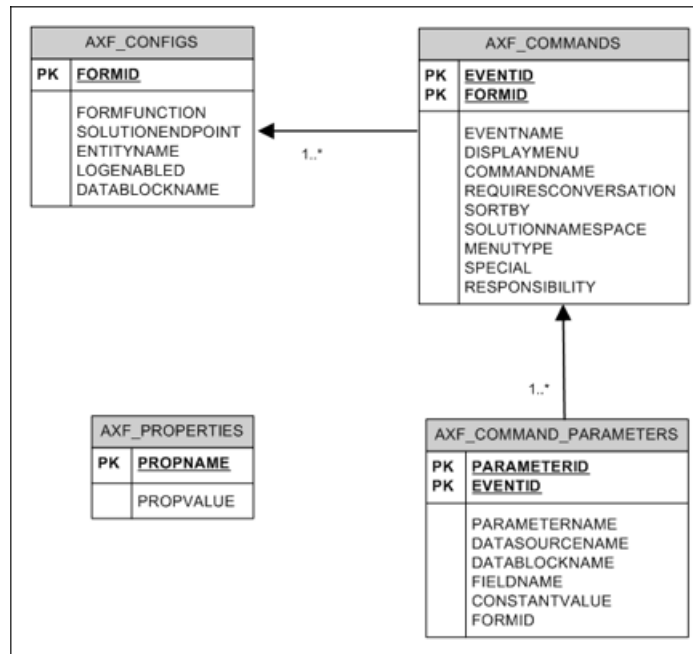 AXF_CONFIGS
PK FORMID
FORMFUNCTION
SOLUTIONENDPOINT
ENTITYNAME
LOGENABLED
DATABLOCKNAME
1..*
AXF_COMMANDS
PK EVENTID
PK FORMID
EVENTNAME
DISPLAYMENU
COMMANDNAME
REQUIRESCONVERSATION
SORTBY
SOLUTIONNAMESPACE
MENUTYPE
SPECIAL
RESPONSIBILITY
1..*
AXF_PROPERTIES
PK PROPNAME
PROPVALUE
AXF_COMMAND_PARAMETERS
PK PARAMETERID
PK EVENTID
PARAMETERNAME
DATASOURCENAME
DATABLOCKNAME
FIELDNAME
CONSTANTVALUE
FORMID